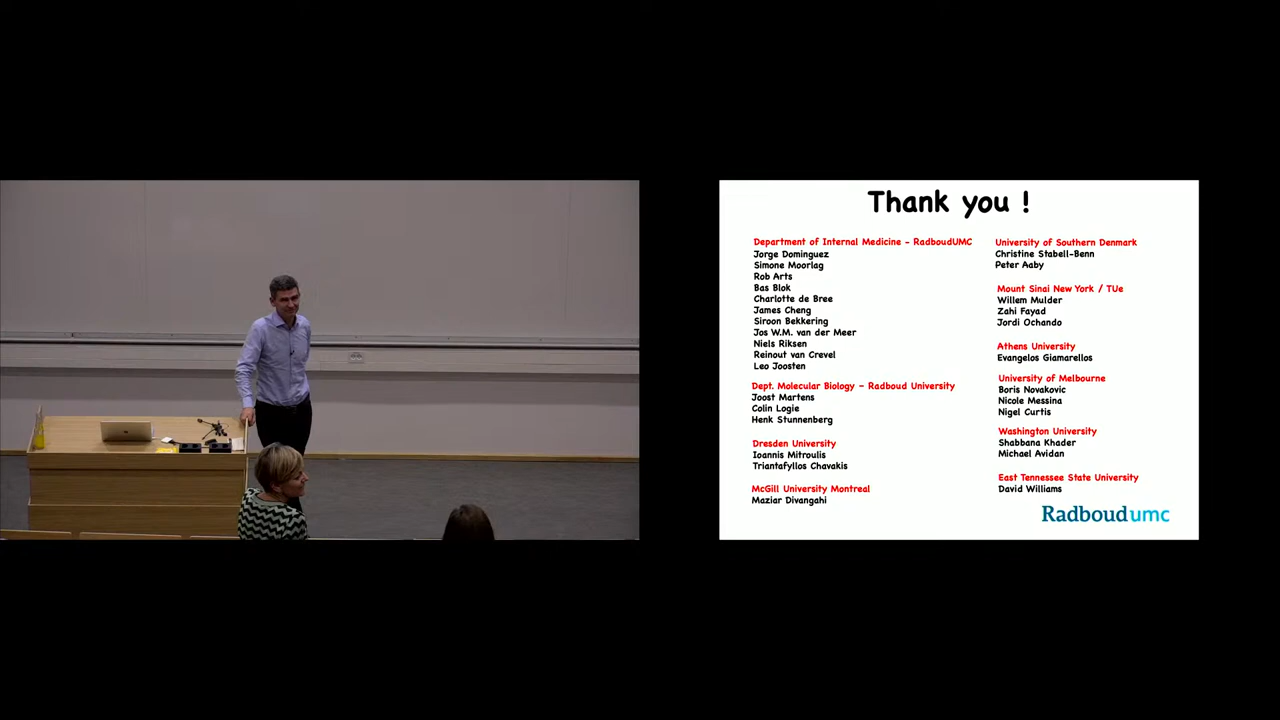 Thank you !
Department of Internal Medicine - RadboudUMC
Jorge Dominguez
Simone Moorlag
Rob Arts
Bas Blok
Charlotte de Bree
James Cheng
Siroon Bekkering
Jos W.M. van der Meer
Niels Riksen
Reinout van Crevel
Leo Joosten
Dept. Molecular Biology - Radboud University
Joost Martens
Colin Logie
Henk Stunnenberg
Dresden University
Ioannis Mitroulis
Triantafyllos Chavakis
McGill University Montreal
Maziar Divangahi
University of Southern Denmark
Christine Stabell-Benn
Peter Aaby
Mount Sinai New York / TUe
Willem Mulder
Zahi Fayad
Jordi Ochando
Athens University
Evangelos Giamarellos
University of Melbourne
Boris Novakovic
Nicole Messina
Nigel Curtis
Washington University
Shabbana Khader
Michael Avidan
East Tennessee State University
David Williams
Radboudumc